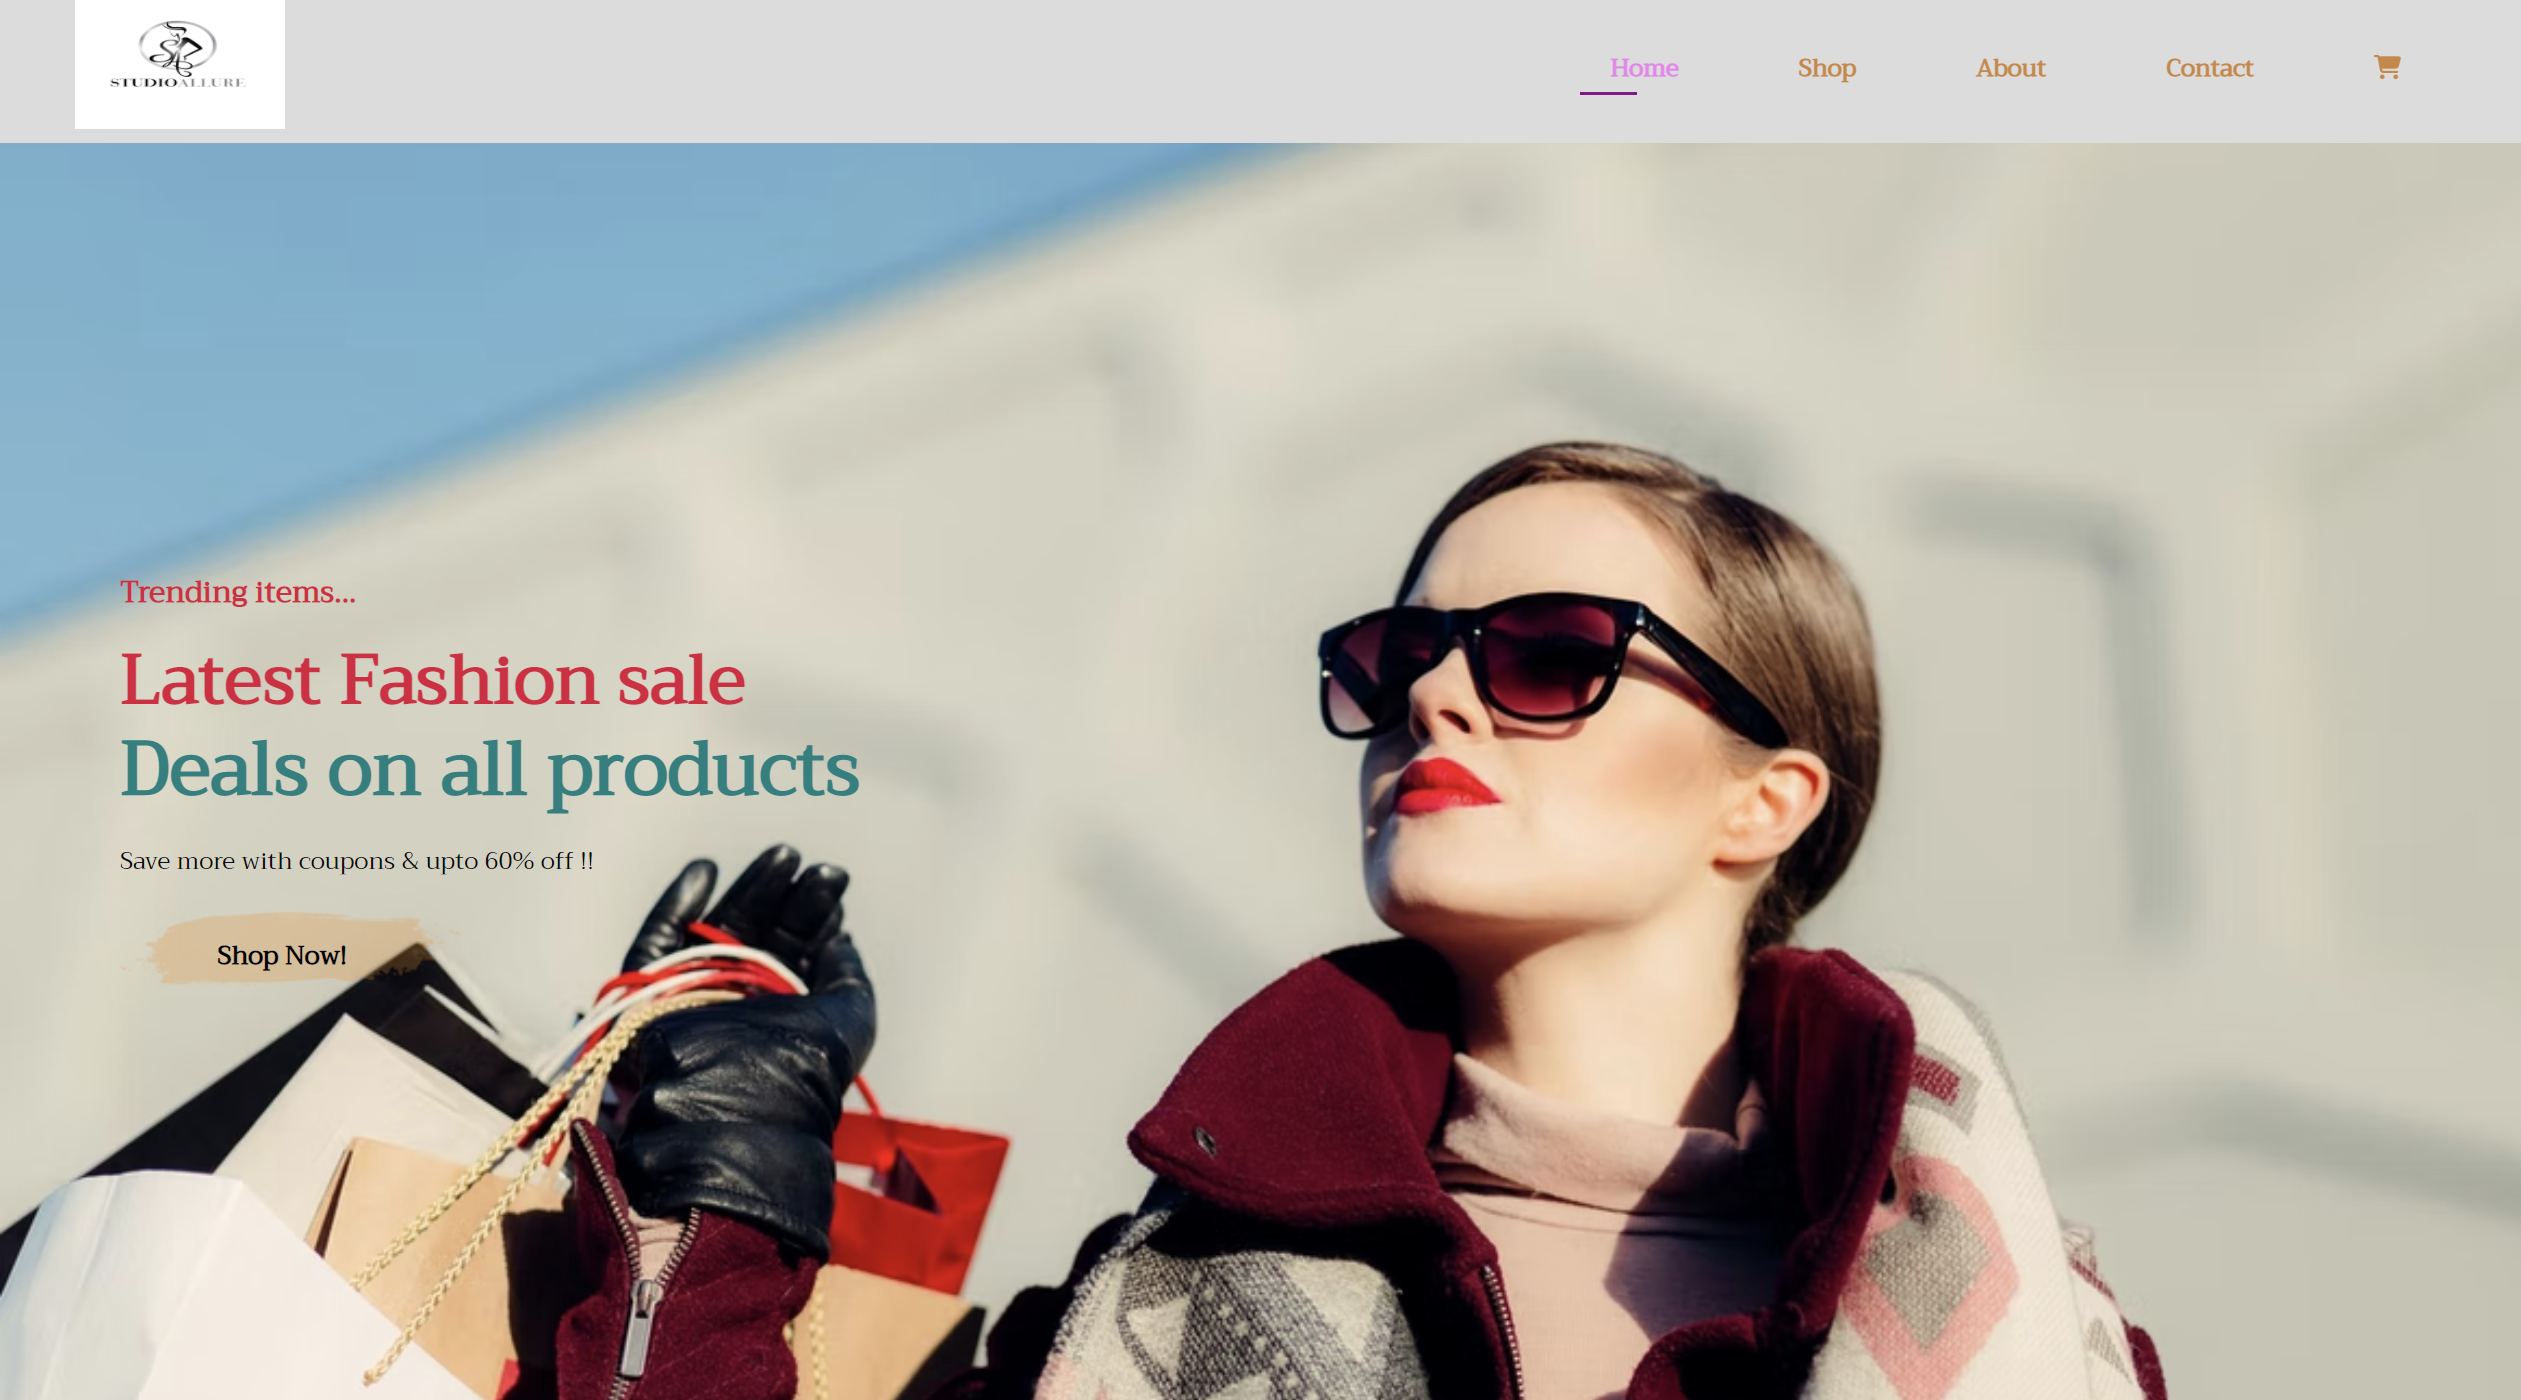 STUDIOALLURE
Home Shop About Contact
Trending items...
Latest Fashion sale
Deals on all products
Save more with coupons & upto 60% off !!
Shop Now!